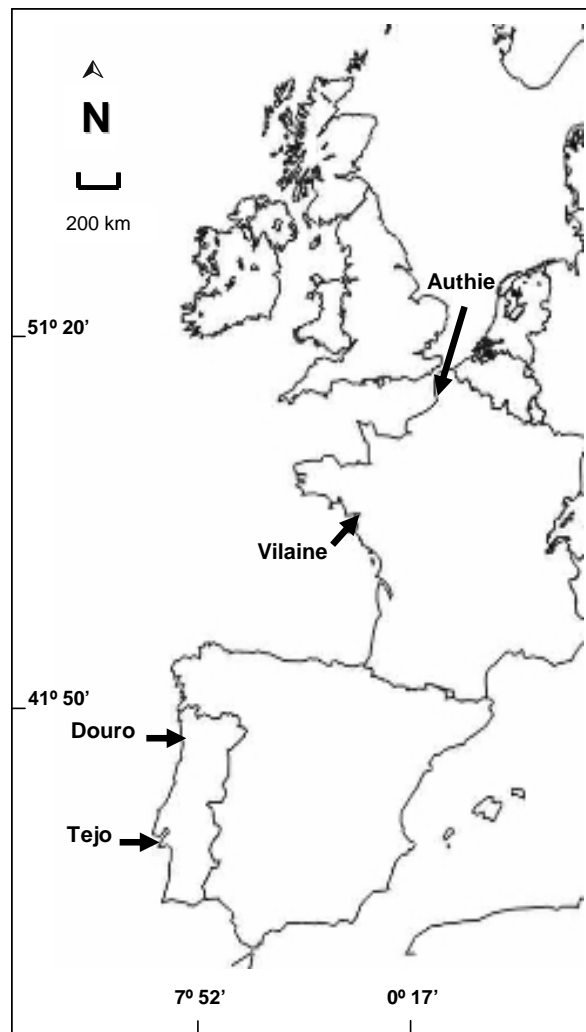 N
200 km
Authie
51º 20’
Vilaine
41º 50’
Douro
Tejo
7º 52’ 0º 17’